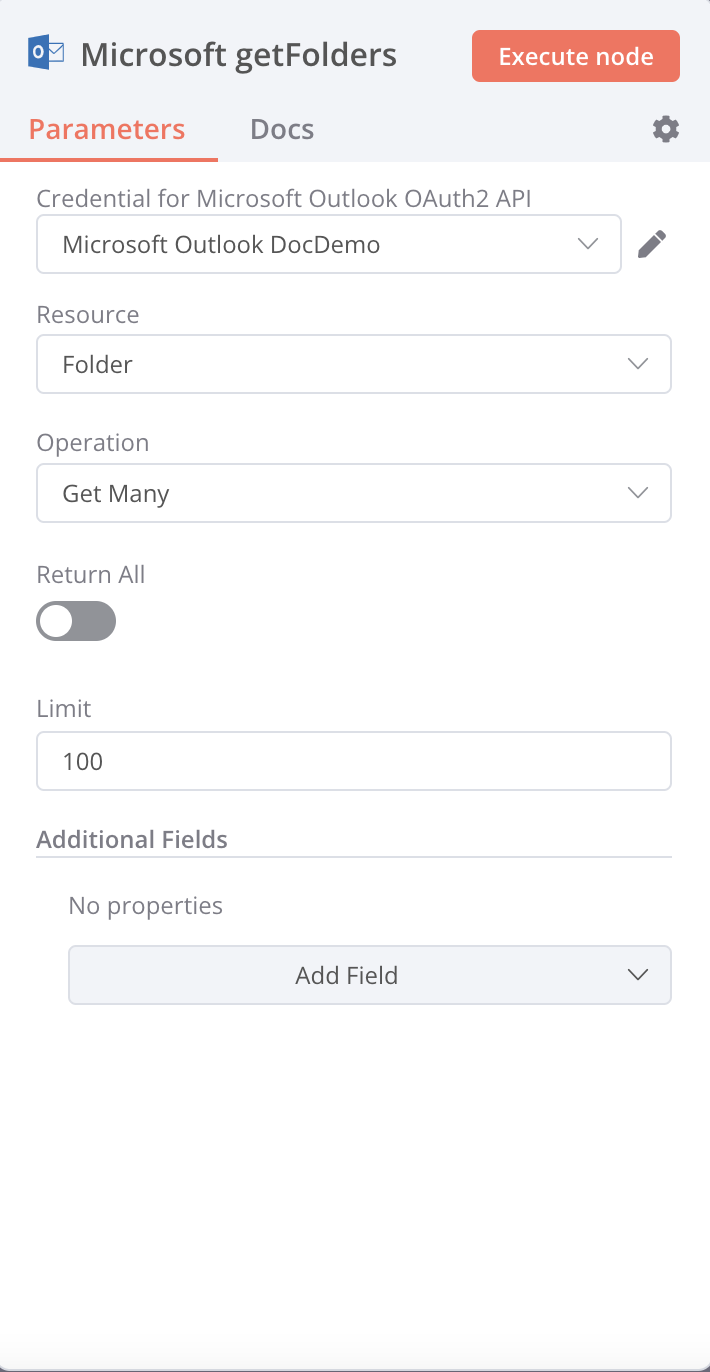 Microsoft getFolders
Execute node
Parameters
Docs
Credential for Microsoft Outlook OAuth2 API
Microsoft Outlook DocDemo
Resource
Folder
Operation
Get Many
Return All
Limit
100
Additional Fields
No properties
Add Field